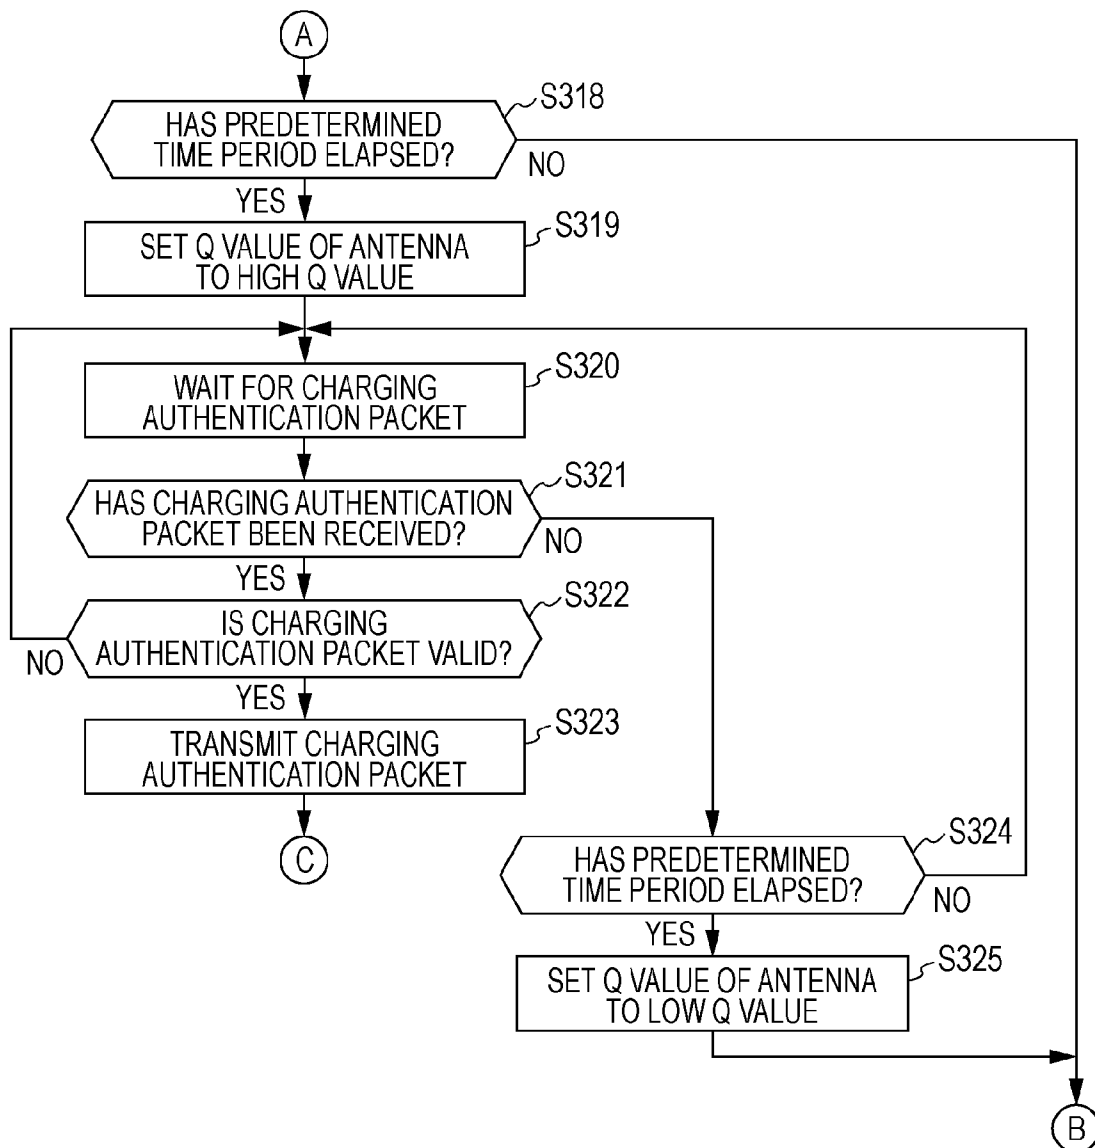 A
S318
HAS PREDETERMINED
TIME PERIOD ELAPSED?
NO
YES
S319
SET Q VALUE OF ANTENNA
TO HIGH Q VALUE
S320
WAIT FOR CHARGING
AUTHENTICATION PACKET
S321
HAS CHARGING AUTHENTICATION
PACKET BEEN RECEIVED?
NO
YES
S322
IS CHARGING
AUTHENTICATION PACKET VALID?
NO
YES
S323
TRANSMIT CHARGING
AUTHENTICATION PACKET
C
S324
HAS PREDETERMINED
TIME PERIOD ELAPSED?
NO
YES
S325
SET Q VALUE OF ANTENNA
TO LOW Q VALUE
B